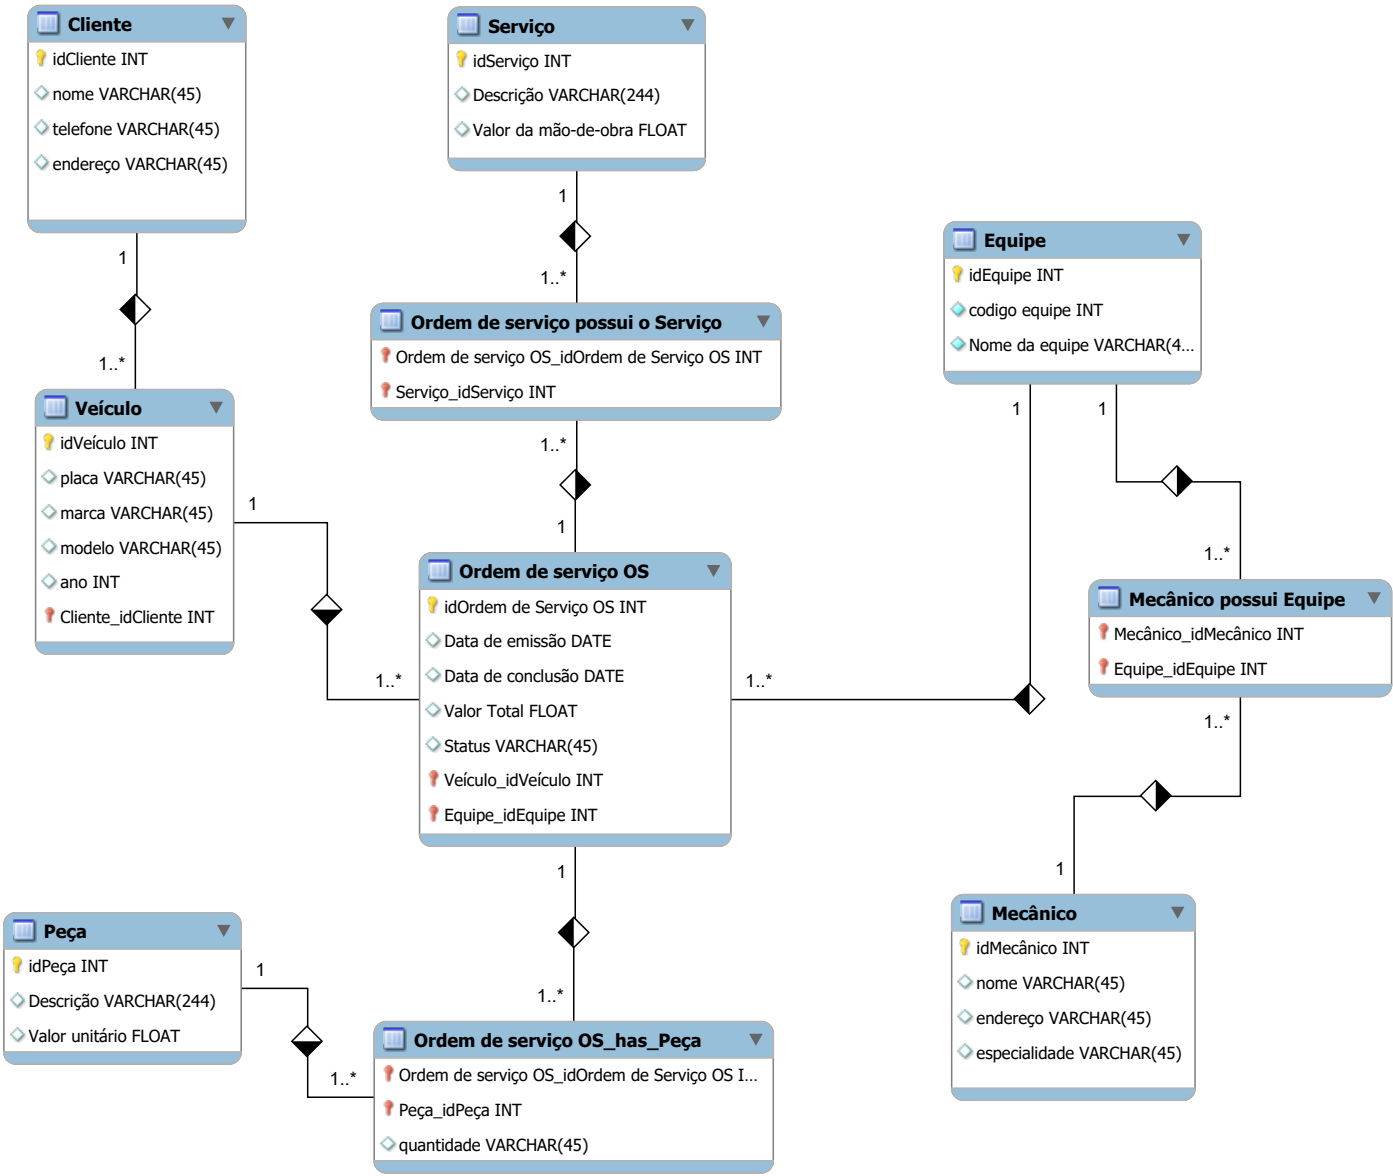 Cliente
idCliente INT
nome VARCHAR(45)
telefone VARCHAR(45)
endereço VARCHAR(45)
1
1..*
Serviço
idServiço INT
Descrição VARCHAR(244)
Valor da mão-de-obra FLOAT
1
1..*
Ordem de serviço possui o Serviço
Ordem de serviço OS_idOrdem de Serviço OS INT
Serviço_idServiço INT
1..*
1
Equipe
idEquipe INT
codigo equipe INT
Nome da equipe VARCHAR(4...
1
1
1..*
Veículo
idVeículo INT
placa VARCHAR(45)
marca VARCHAR(45)
modelo VARCHAR(45)
ano INT
Cliente_idCliente INT
1
1..*
Ordem de serviço OS
idOrdem de Serviço OS INT
Data de emissão DATE
Data de conclusão DATE
Valor Total FLOAT
Status VARCHAR(45)
Veículo_idVeículo INT
Equipe_idEquipe INT
1..*
1
1..*
Mecânico possui Equipe
Mecânico_idMecânico INT
Equipe_idEquipe INT
1..*
1
Mecânico
idMecânico INT
nome VARCHAR(45)
endereço VARCHAR(45)
especialidade VARCHAR(45)
Peça
idPeça INT
Descrição VARCHAR(244)
Valor unitário FLOAT
1
1..*
Ordem de serviço OS_has_Peça
Ordem de serviço OS_idOrdem de Serviço OS I...
Peça_idPeça INT
quantidade VARCHAR(45)